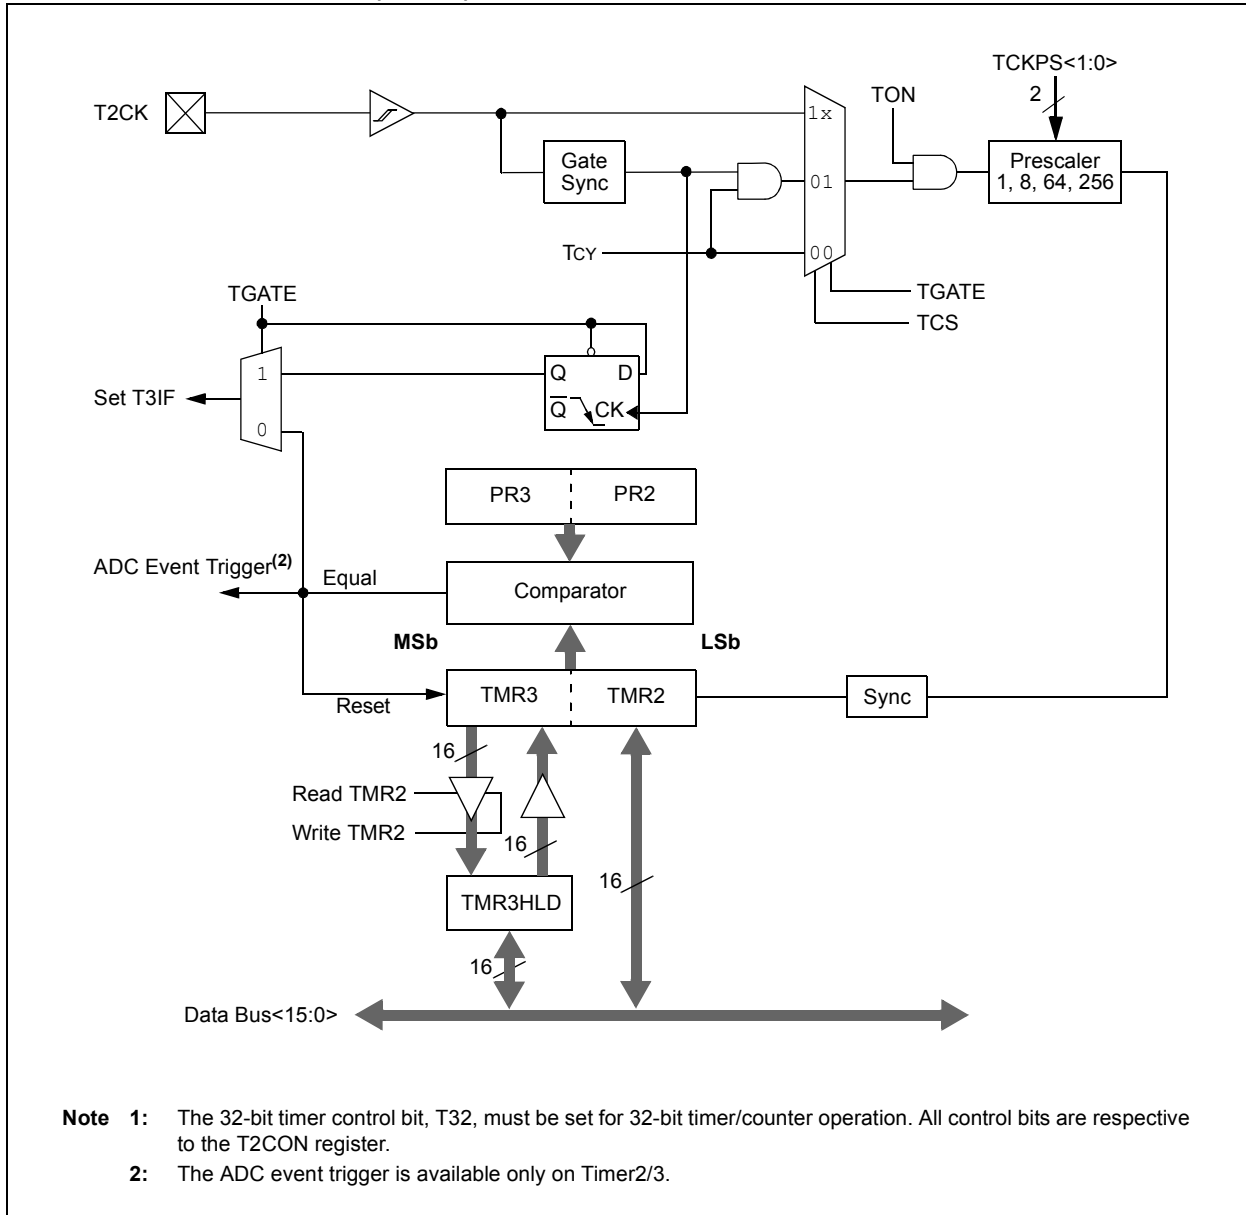 TCKPS<1:0>
2
TON
T2CK
1x
Gate
Sync
Prescaler
1, 8, 64, 256
01
TCY
00
TGATE
TCS
TGATE
1
Q D
Set T3IF
Q CK
0
PR3 PR2
ADC Event Trigger(2)
Equal
Comparator
MSb LSb
TMR3 TMR2
Sync
Reset
16
Read TMR2
Write TMR2
16
16
TMR3HLD
16
Data Bus<15:0>
Note 1: The 32-bit timer control bit, T32, must be set for 32-bit timer/counter operation. All control bits are respective
to the T2CON register.
2: The ADC event trigger is available only on Timer2/3.